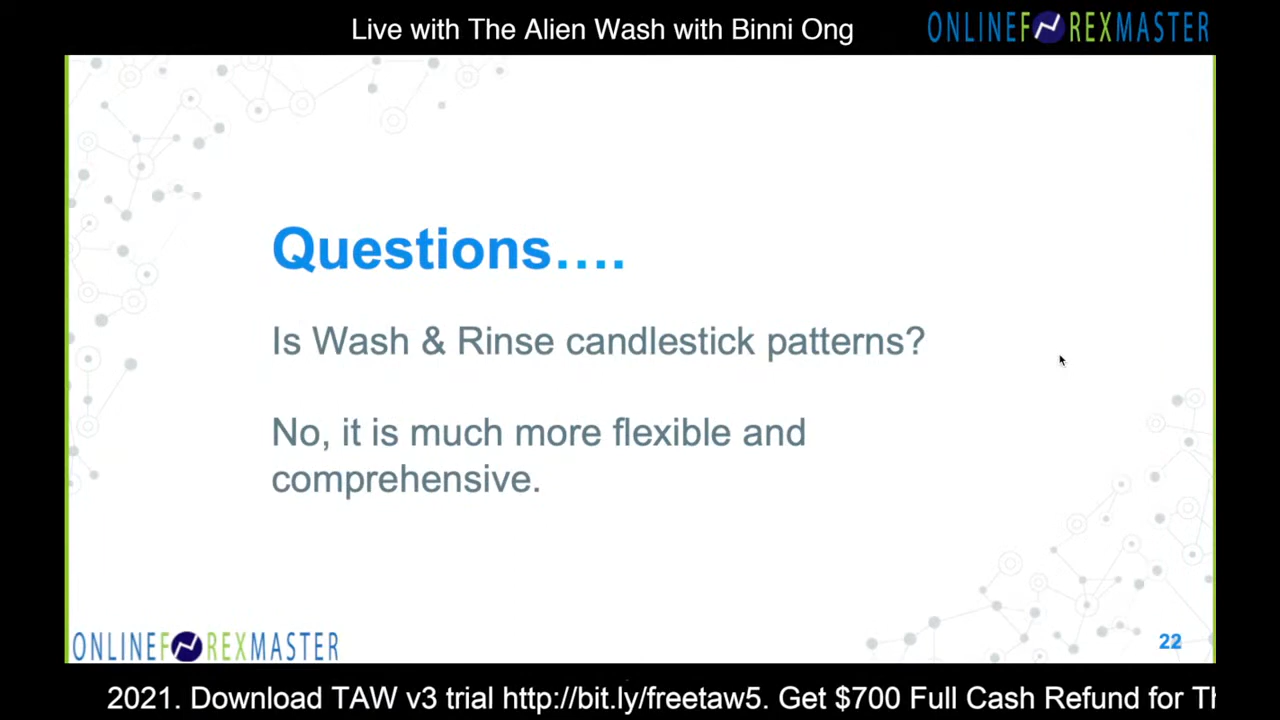 Live with The Alien Wash with Binni Ong
ONLINEFOREXMASTER
Questions....
Is Wash & Rinse candlestick patterns?
No, it is much more flexible and
comprehensive.
ONLINEFOREXMASTER
22
2021. Download TAW v3 trial http://bit.ly/freetaw5. Get $700 Full Cash Refund for